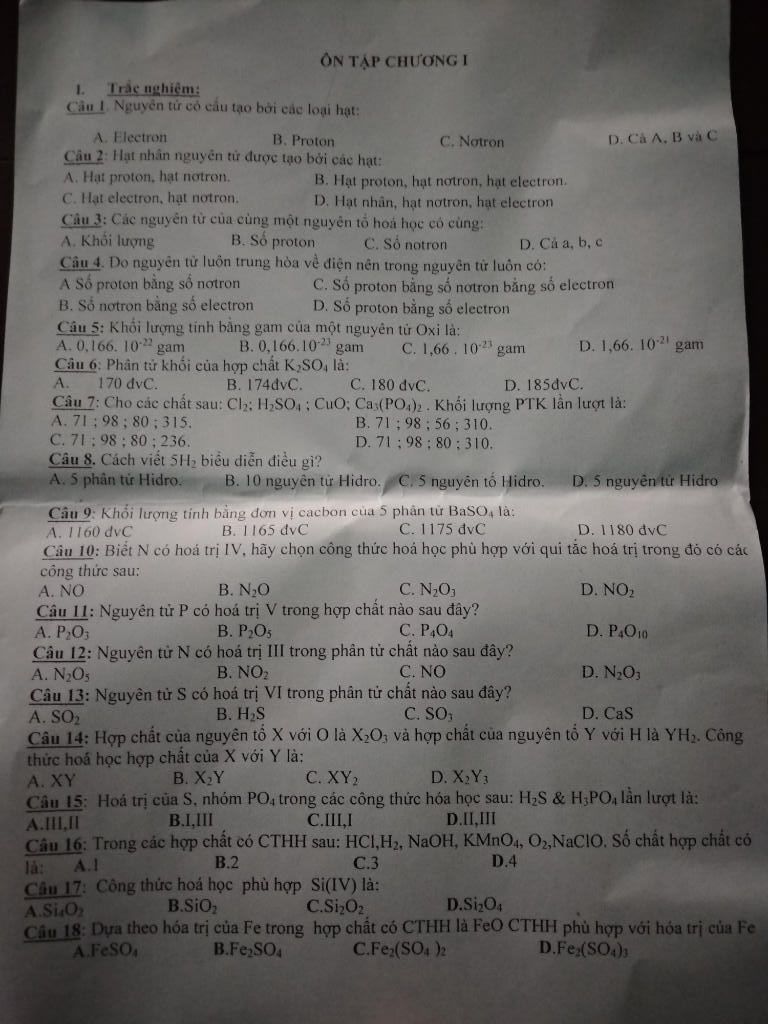 ÔN TẬP CHƯƠNG I
I. Trắc nghiệm:
Câu 1. Nguyên tử có cấu tạo bởi các loại hạt:
A. Electron B. Proton C. Nơtron D. Cả A, B và C
Câu 2: Hạt nhân nguyên tử được tạo bởi các hạt:
A. Hạt proton, hạt nơtron. B. Hạt proton, hạt nơtron, hạt electron.
C. Hạt electron, hạt nơtron. D. Hạt nhân, hạt nơtron, hạt electron
Câu 3: Các nguyên tử của cùng một nguyên tố hoá học có cùng:
A. Khối lượng B. Số proton C. Số notron D. Cả a, b, c
Câu 4. Do nguyên tử luôn trung hòa về điện nên trong nguyên tử luôn có:
A Số proton bằng số nơtron C. Số proton bằng số nơtron bằng số electron
B. Số nơtron bằng số electron D. Số proton bằng số electron
Câu 5: Khối lượng tính bằng gam của một nguyên tử Oxi là:
A. 0,166. 10⁻²² gam B. 0,166.10⁻²³ gam C. 1,66 . 10⁻²³ gam D. 1,66. 10⁻²¹ gam
Câu 6: Phân tử khối của hợp chất K₂SO₄ là:
A. 170 đvC. B. 174đvC. C. 180 đvC. D. 185đvC.
Câu 7: Cho các chất sau: Cl₂; H₂SO₄ ; CuO; Ca₃(PO₄)₂ . Khối lượng PTK lần lượt là:
A. 71 ; 98 ; 80 ; 315. B. 71 ; 98 ; 56 ; 310.
C. 71 ; 98 ; 80 ; 236. D. 71 ; 98 ; 80 ; 310.
Câu 8. Cách viết 5H₂ biểu diễn điều gì?
A. 5 phân tử Hidro. B. 10 nguyên tử Hidro. C. 5 nguyên tố Hidro. D. 5 nguyên tử Hidro
Câu 9: Khối lượng tính bằng đơn vị cacbon của 5 phân tử BaSO₄ là:
A. 1160 đvC B. 1165 đvC C. 1175 đvC D. 1180 đvC
Câu 10: Biết N có hoá trị IV, hãy chọn công thức hoá học phù hợp với qui tắc hoá trị trong đó có các
công thức sau:
A. NO B. N₂O C. N₂O₃ D. NO₂
Câu 11: Nguyên tử P có hoá trị V trong hợp chất nào sau đây?
A. P₂O₃ B. P₂O₅ C. P₄O₄ D. P₄O₁₀
Câu 12: Nguyên tử N có hoá trị III trong phân tử chất nào sau đây?
A. N₂O₅ B. NO₂ C. NO D. N₂O₃
Câu 13: Nguyên tử S có hoá trị VI trong phân tử chất nào sau đây?
A. SO₂ B. H₂S C. SO₃ D. CaS
Câu 14: Hợp chất của nguyên tố X với O là X₂O₃ và hợp chất của nguyên tố Y với H là YH₂. Công
thức hoá học hợp chất của X với Y là:
A. XY B. X₂Y C. XY₂ D. X₂Y₃
Câu 15: Hoá trị của S, nhóm PO₄ trong các công thức hóa học sau: H₂S & H₃PO₄ lần lượt là:
A.III,II B.I,III C.III,I D.II,III
Câu 16: Trong các hợp chất có CTHH sau: HCl,H₂, NaOH, KMnO₄, O₂,NaClO. Số chất hợp chất có
là: A.1 B.2 C.3 D.4
Câu 17: Công thức hoá học phù hợp Si(IV) là:
A.Si₄O₂ B.SiO₂ C.Si₂O₂ D.Si₂O₄
Câu 18: Dựa theo hóa trị của Fe trong hợp chất có CTHH là FeO CTHH phù hợp với hóa trị của Fe
A.FeSO₄ B.Fe₂SO₄ C.Fe₂(SO₄ )₂ D.Fe₂(SO₄)₃